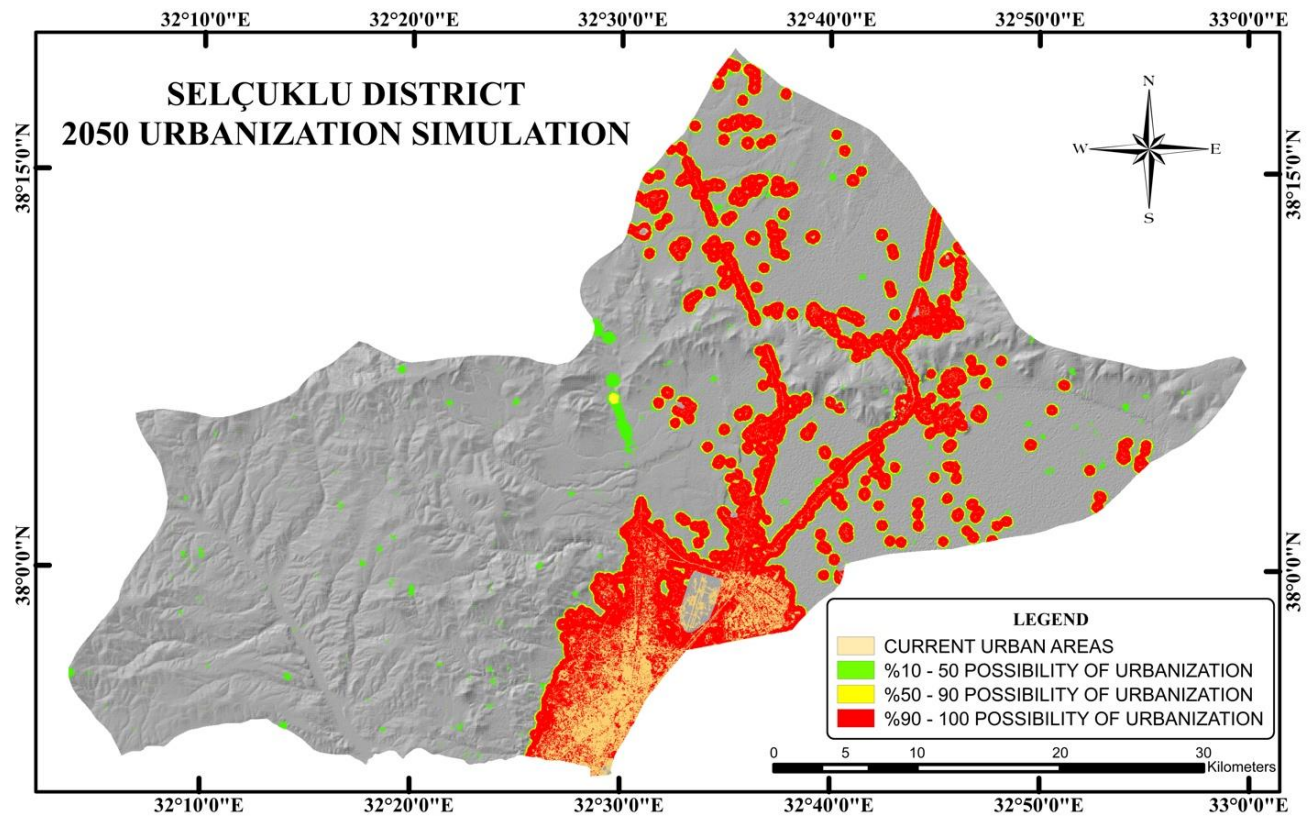 32°10'0"E 32°20'0"E 32°30'0"E 32°40'0"E 32°50'0"E 33°0'0"E
SELÇUKLU DISTRICT
2050 URBANIZATION SIMULATION
N
W E
S
38°15'0"N 38°15'0"N
38°0'0"N 38°0'0"N
LEGEND
CURRENT URBAN AREAS
%10 - 50 POSSIBILITY OF URBANIZATION
%50 - 90 POSSIBILITY OF URBANIZATION
%90 - 100 POSSIBILITY OF URBANIZATION
0 5 10 20 30
Kilometers
32°10'0"E 32°20'0"E 32°30'0"E 32°40'0"E 32°50'0"E 33°0'0"E